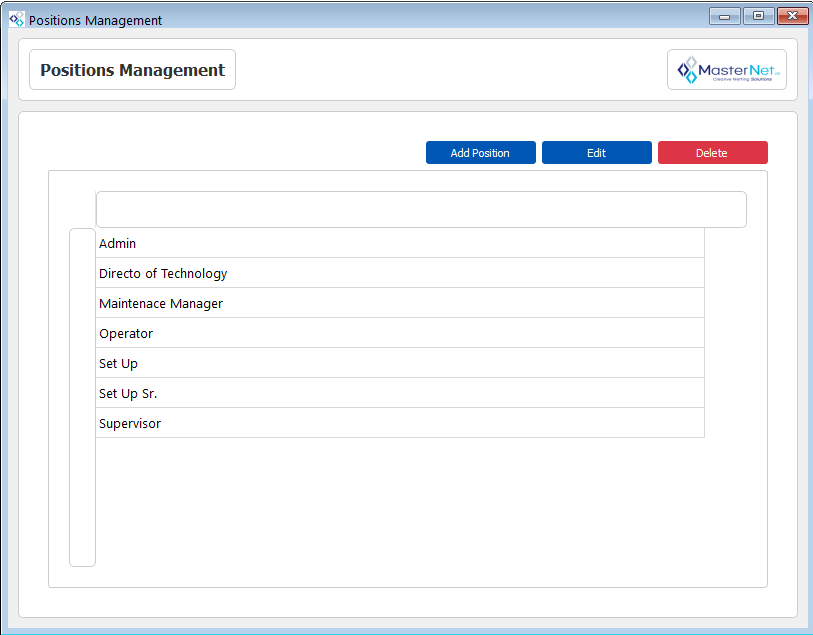 Positions Management
Positions Management
MasterNet
Creative Netting Solutions
Add Position
Edit
Delete
Admin
Directo of Technology
Maintenace Manager
Operator
Set Up
Set Up Sr.
Supervisor